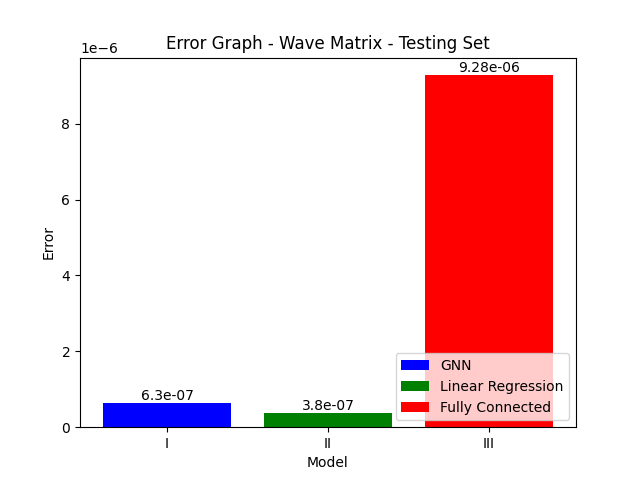 Error Graph - Wave Matrix - Testing Set
1e−6
9.28e-06
8
6
Error
4
2
6.3e-07
3.8e-07
0
GNN
Linear Regression
Fully Connected
I
II
III
Model